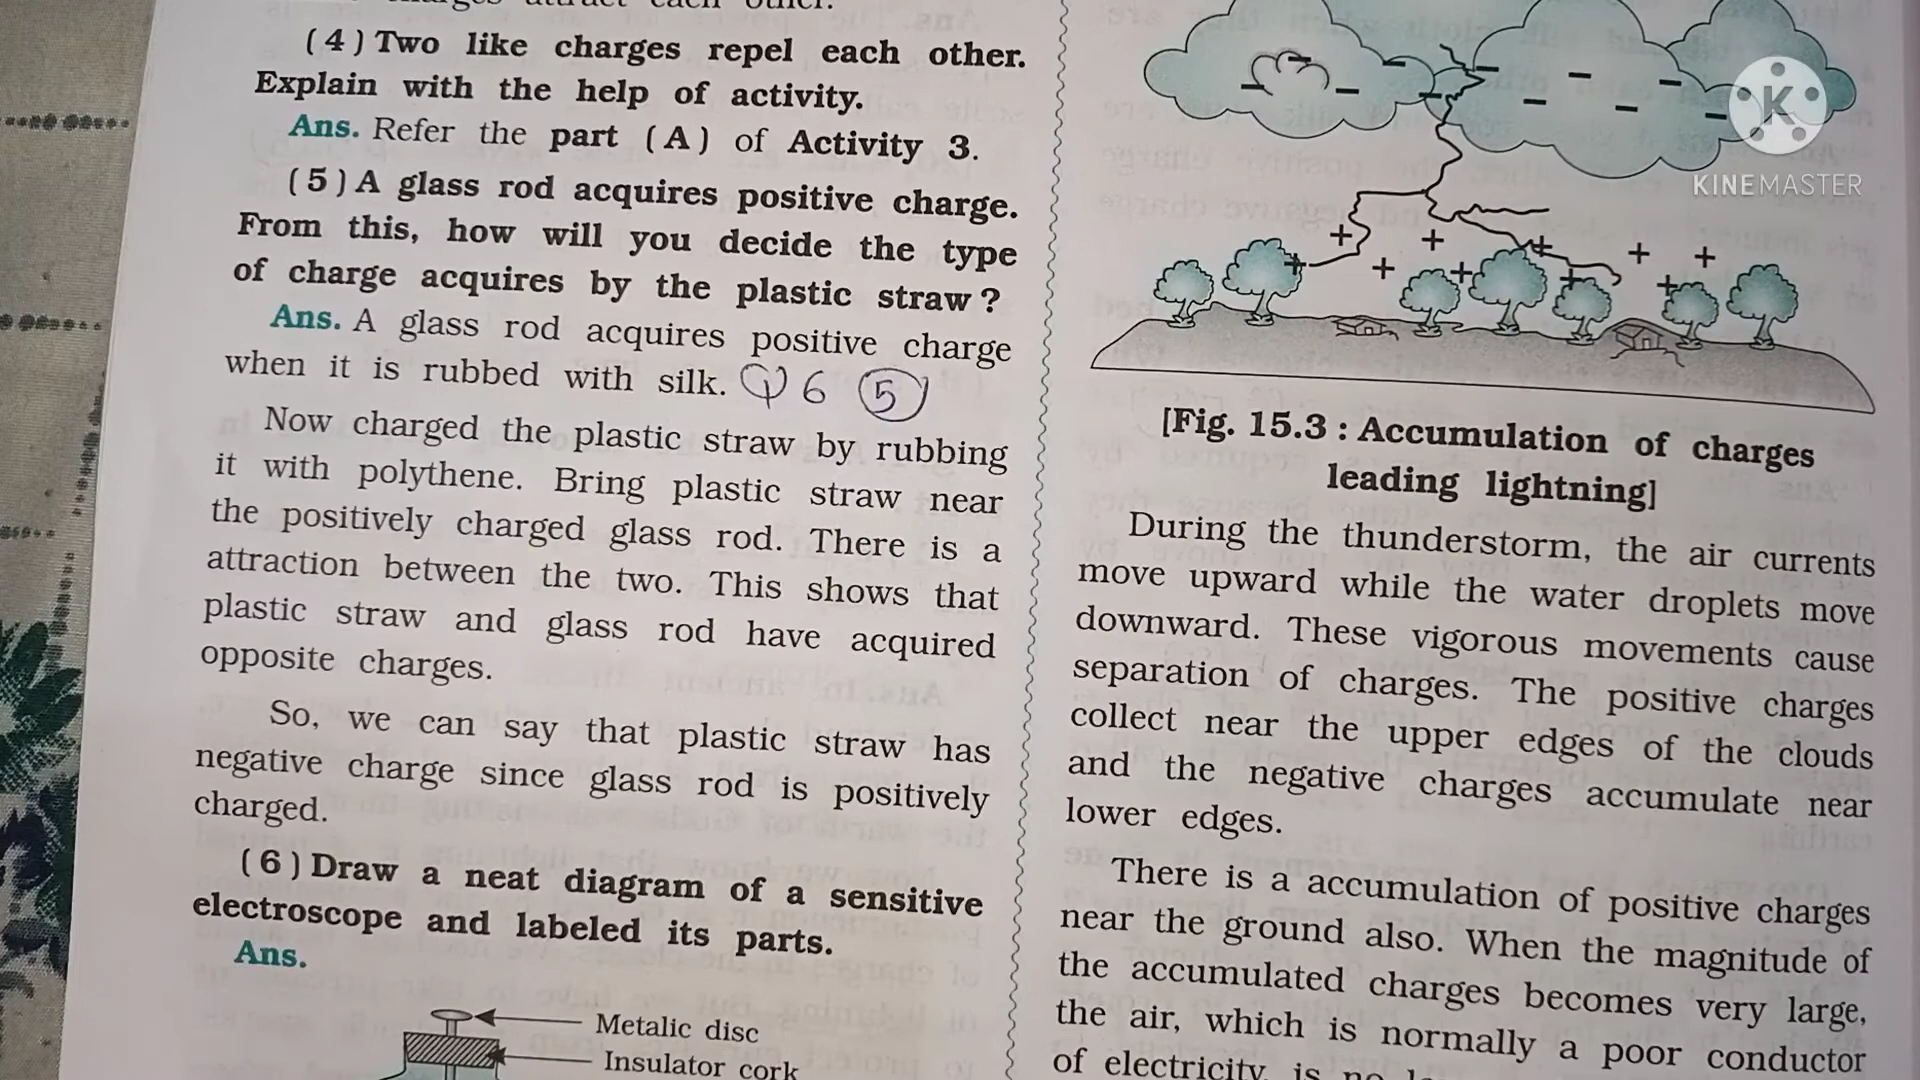 (4) Two like charges repel each other.
Explain with the help of activity.
Ans. Refer the part (A) of Activity 3.
(5) A glass rod acquires positive charge.
From this, how will you decide the type
of charge acquires by the plastic straw?
Ans. A glass rod acquires positive charge
when it is rubbed with silk. 6 5
Now charged the plastic straw by rubbing
it with polythene. Bring plastic straw near
the positively charged glass rod. There is a
attraction between the two. This shows that
plastic straw and glass rod have acquired
opposite charges.
So, we can say that plastic straw has
negative charge since glass rod is positively
charged.
(6) Draw a neat diagram of a sensitive
electroscope and labeled its parts.
Ans.
Metalic disc
Insulator cork
K
KINEMASTER
[Fig. 15.3 : Accumulation of charges
leading lightning]
During the thunderstorm, the air currents
move upward while the water droplets move
downward. These vigorous movements cause
separation of charges. The positive charges
collect near the upper edges of the clouds
and the negative charges accumulate near
lower edges.
There is a accumulation of positive charges
near the ground also. When the magnitude of
the accumulated charges becomes very large,
the air, which is normally a poor conductor
of electricity, is no